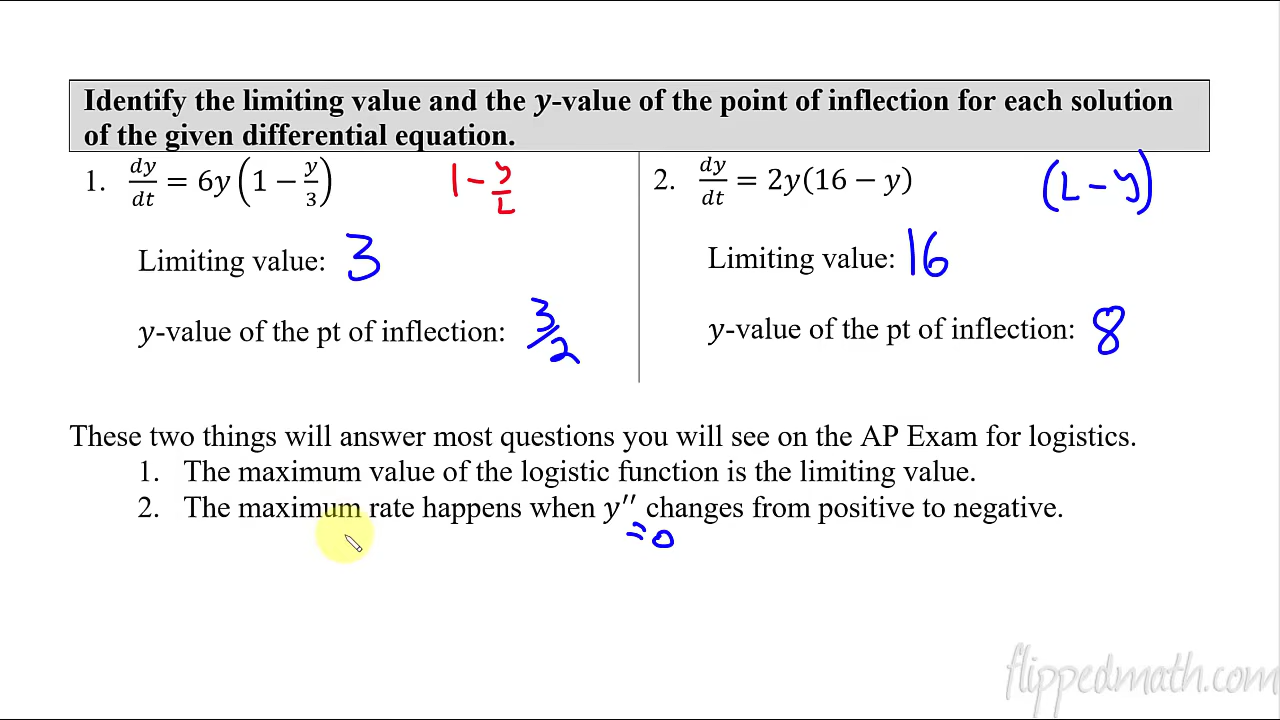 Identify the limiting value and the y-value of the point of inflection for each solution
of the given differential equation.
1. dy/dt = 6y(1 − y/3)
1 − y/L
Limiting value: 3
y-value of the pt of inflection: 3/2
2. dy/dt = 2y(16 − y)
(L − y)
Limiting value: 16
y-value of the pt of inflection: 8
These two things will answer most questions you will see on the AP Exam for logistics.
1. The maximum value of the logistic function is the limiting value.
2. The maximum rate happens when y′′ changes from positive to negative.
= 0
flippedmath.com